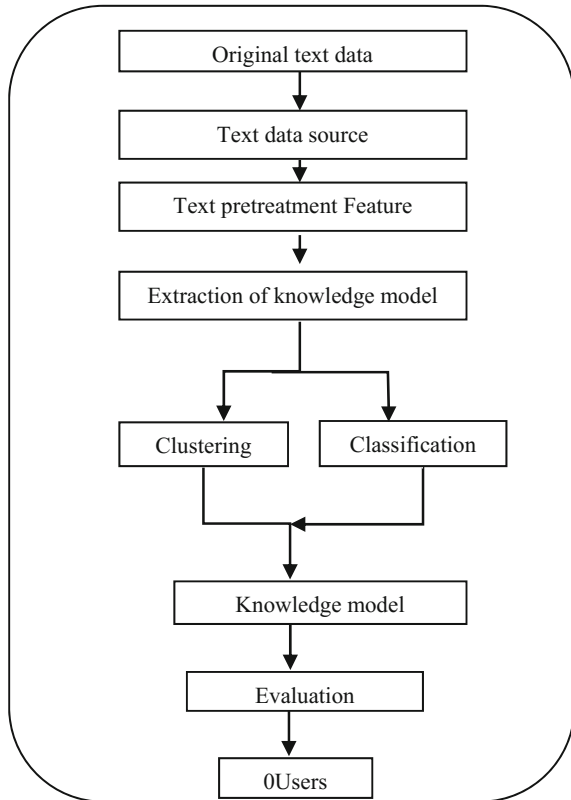 Original text data
Text data source
Text pretreatment Feature
Extraction of knowledge model
Clustering
Classification
Knowledge model
Evaluation
0Users